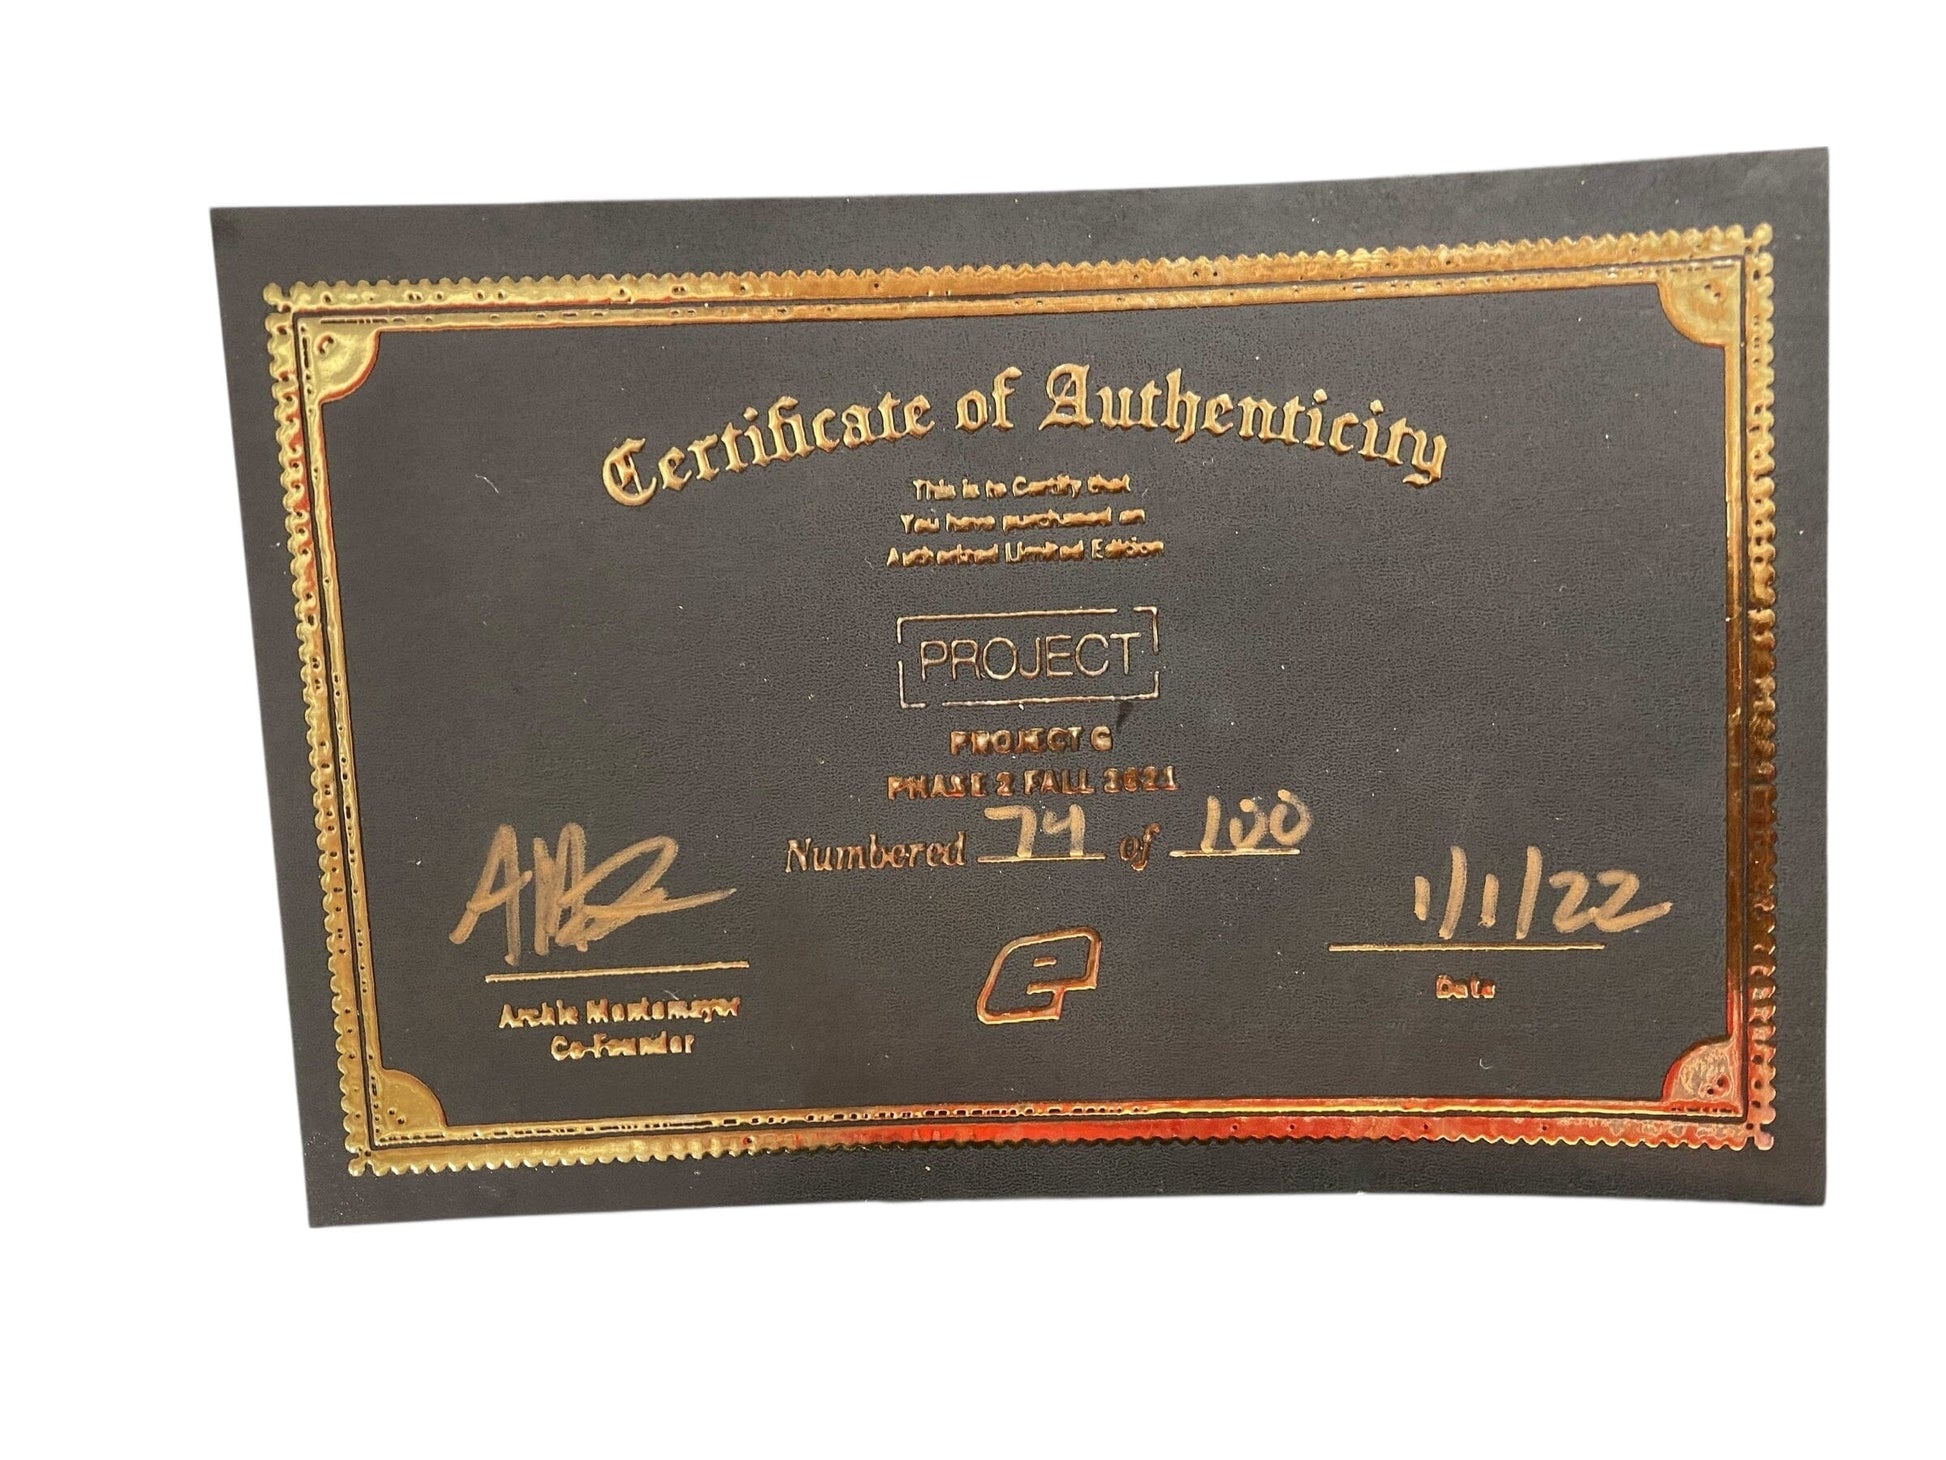 Certificate of Authenticity
This is to Certify that
You have purchased an
Authorized Limited Edition
PROJECT
PROJECT C
PHASE 2 FALL 2021
Numbered 74 of 100
1/1/22
Archie Montemayor
Co-Founder
Date